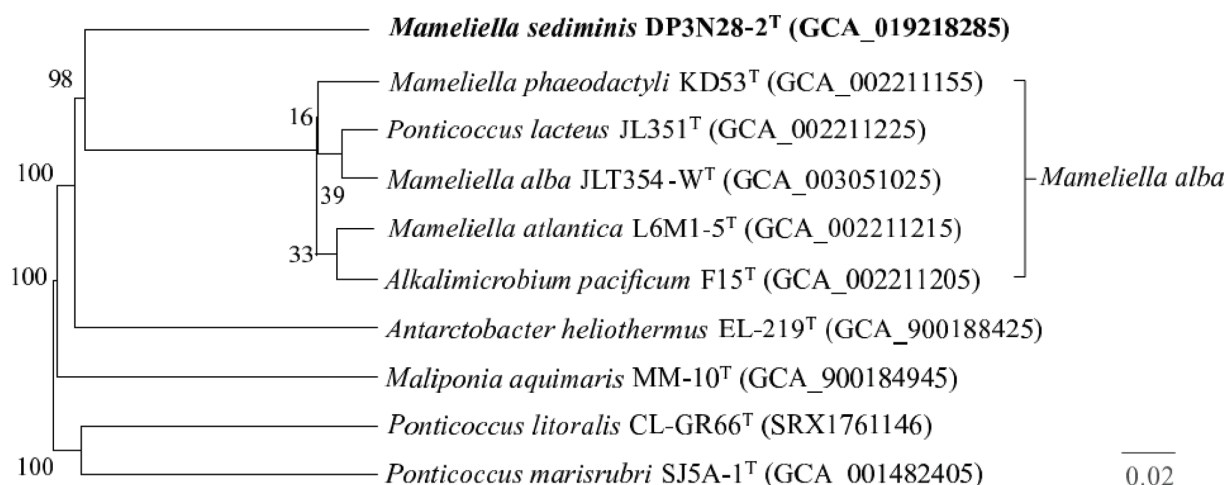 Mameliella sediminis DP3N28-2ᵀ (GCA_019218285)
98
Mameliella phaeodactyli KD53ᵀ (GCA_002211155)
16
Ponticoccus lacteus JL351ᵀ (GCA_002211225)
100
Mameliella alba JLT354-Wᵀ (GCA_003051025)
Mameliella alba
39
Mameliella atlantica L6M1-5ᵀ (GCA_002211215)
33
100
Alkalimicrobium pacificum F15ᵀ (GCA_002211205)
Antarctobacter heliothermus EL-219ᵀ (GCA_900188425)
Maliponia aquimaris MM-10ᵀ (GCA_900184945)
Ponticoccus litoralis CL-GR66ᵀ (SRX1761146)
100
Ponticoccus marisrubri SJ5A-1ᵀ (GCA_001482405)
0.02